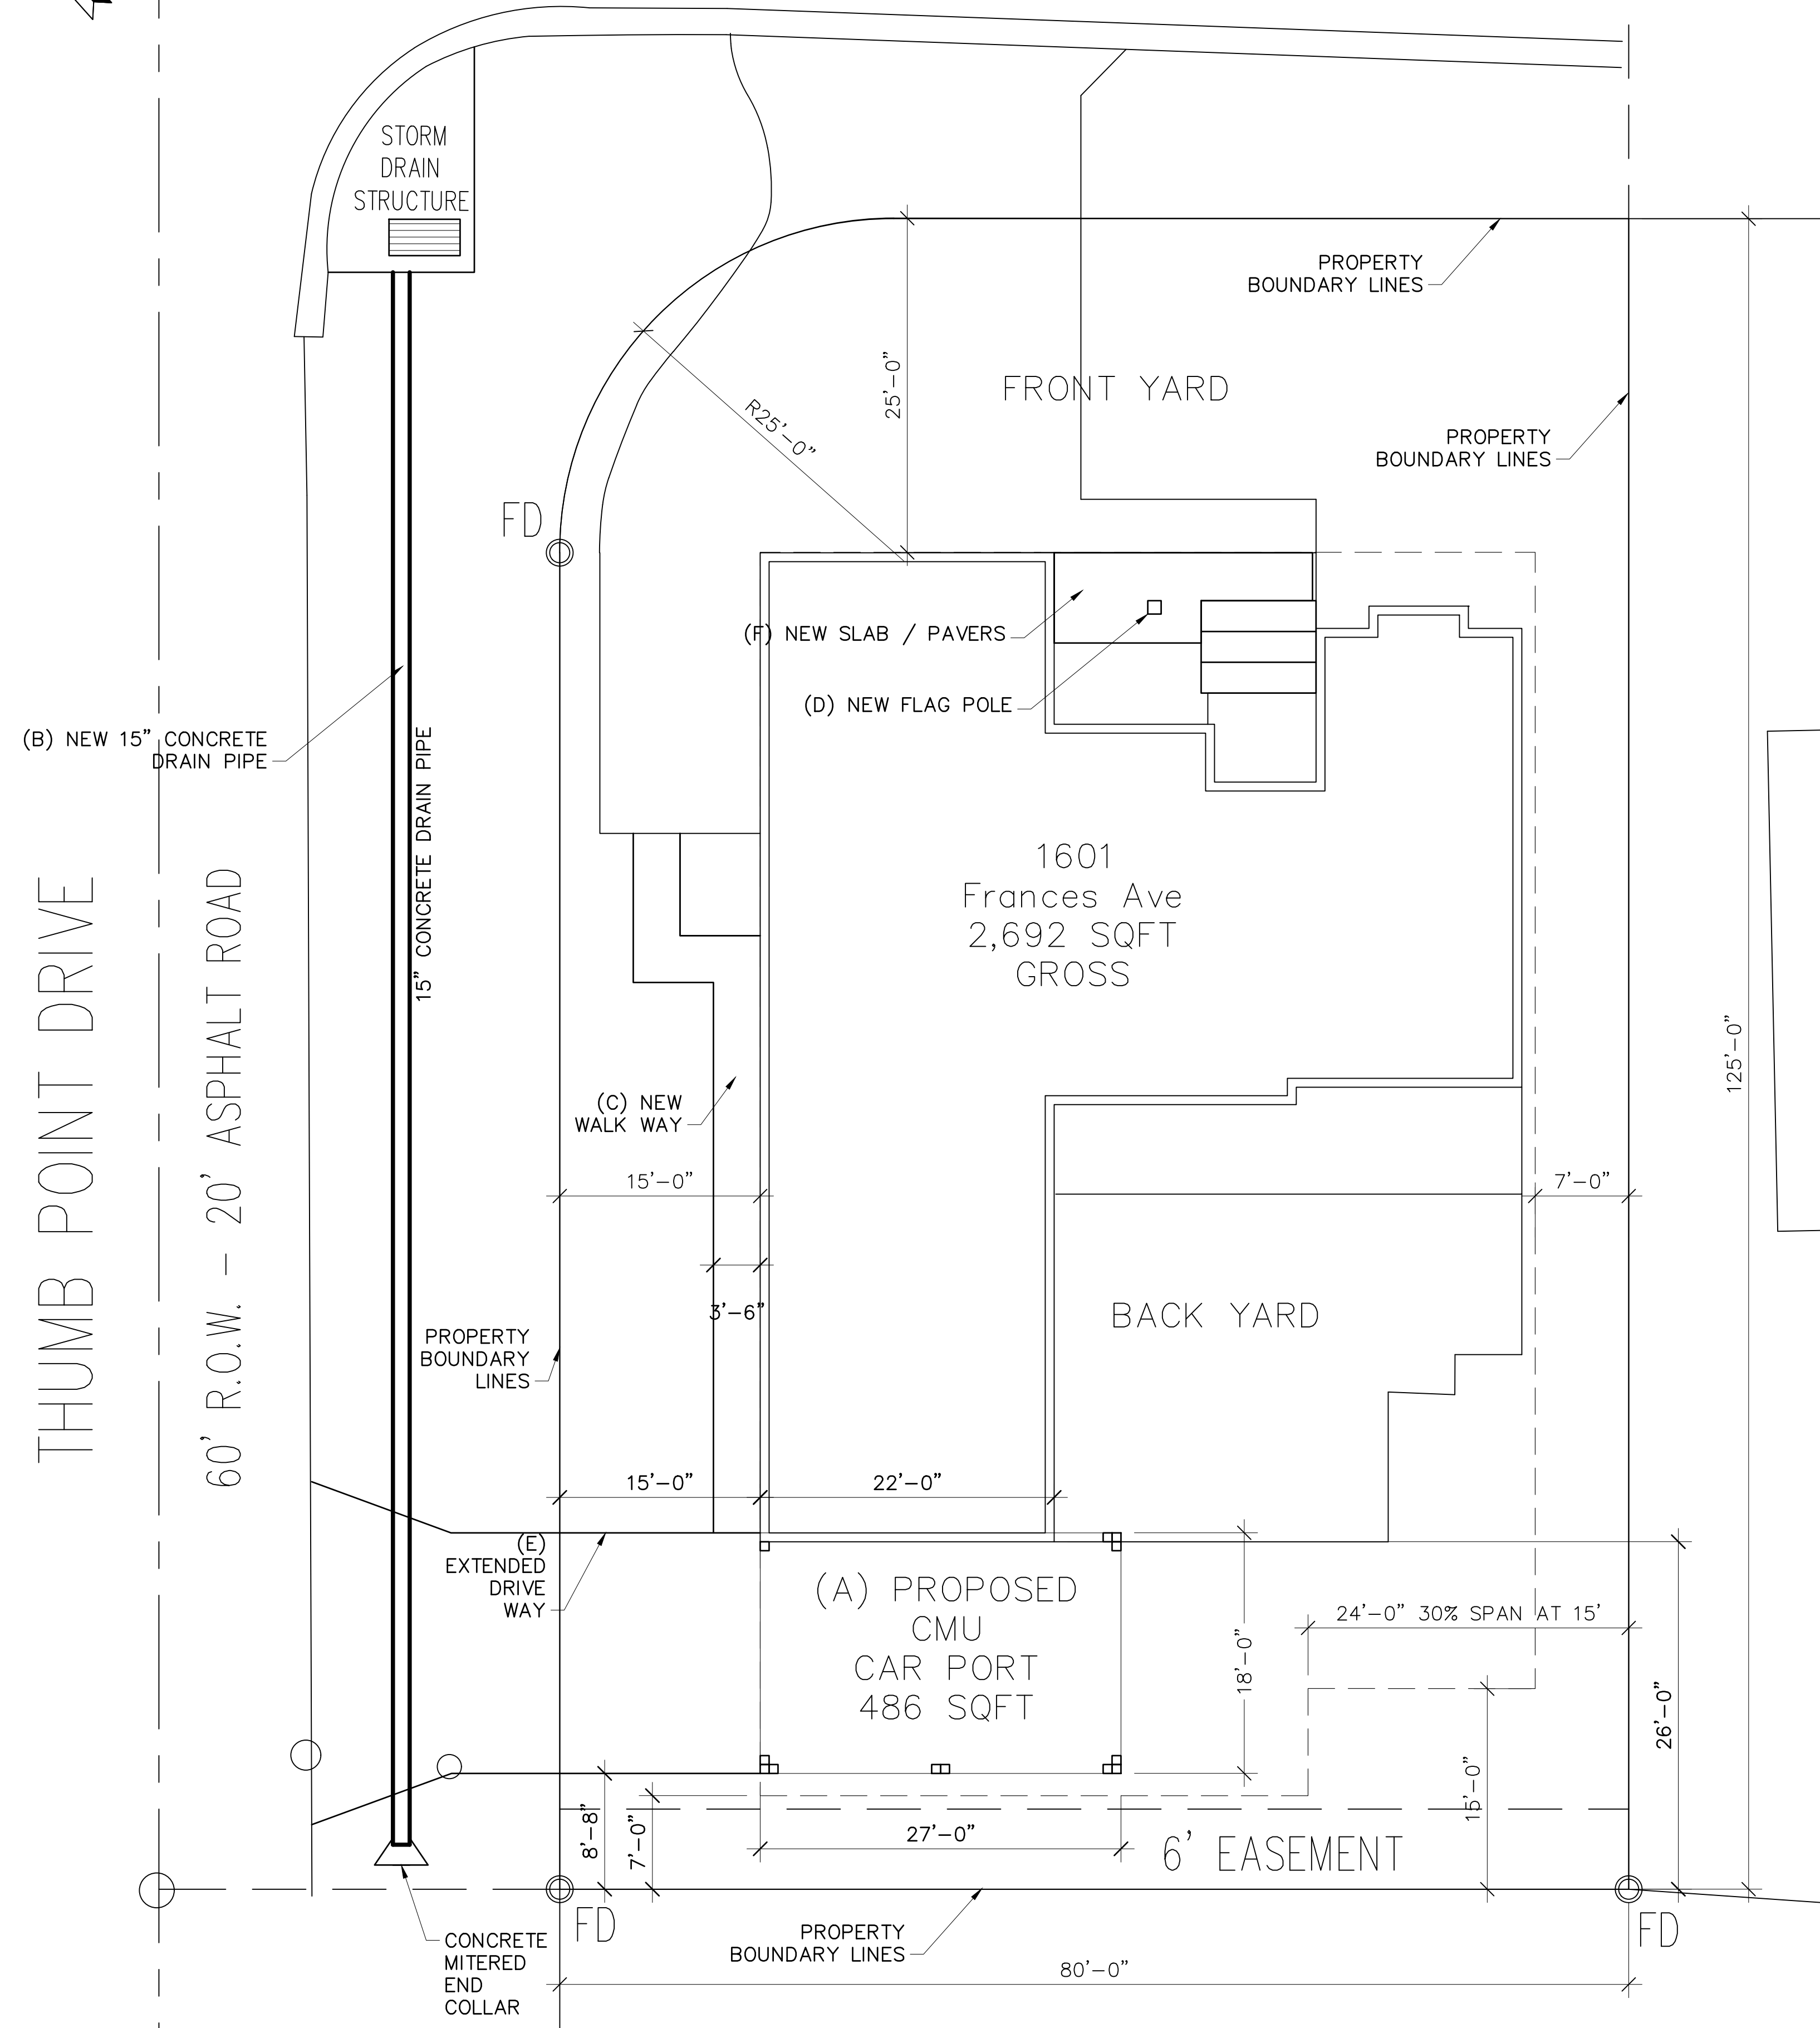 STORM
DRAIN
STRUCTURE
PROPERTY
BOUNDARY LINES
25'-0"
FRONT YARD
R25'-0"
PROPERTY
BOUNDARY LINES
FD
(F) NEW SLAB / PAVERS
(D) NEW FLAG POLE
(B) NEW 15" CONCRETE
DRAIN PIPE
15" CONCRETE DRAIN PIPE
THUMB POINT DRIVE
60' R.O.W. - 20' ASPHALT ROAD
1601
Frances Ave
2,692 SQFT
GROSS
125'-0"
(C) NEW
WALK WAY
15'-0"
7'-0"
3'-6"
BACK YARD
PROPERTY
BOUNDARY
LINES
15'-0"
22'-0"
(E)
EXTENDED
DRIVE
WAY
(A) PROPOSED
CMU
CAR PORT
486 SQFT
18'-0"
24'-0" 30% SPAN AT 15'
26'-0"
15'-0"
8'-8"
7'-0"
27'-0"
6' EASEMENT
FD
FD
CONCRETE
MITERED
END
COLLAR
PROPERTY
BOUNDARY LINES
80'-0"